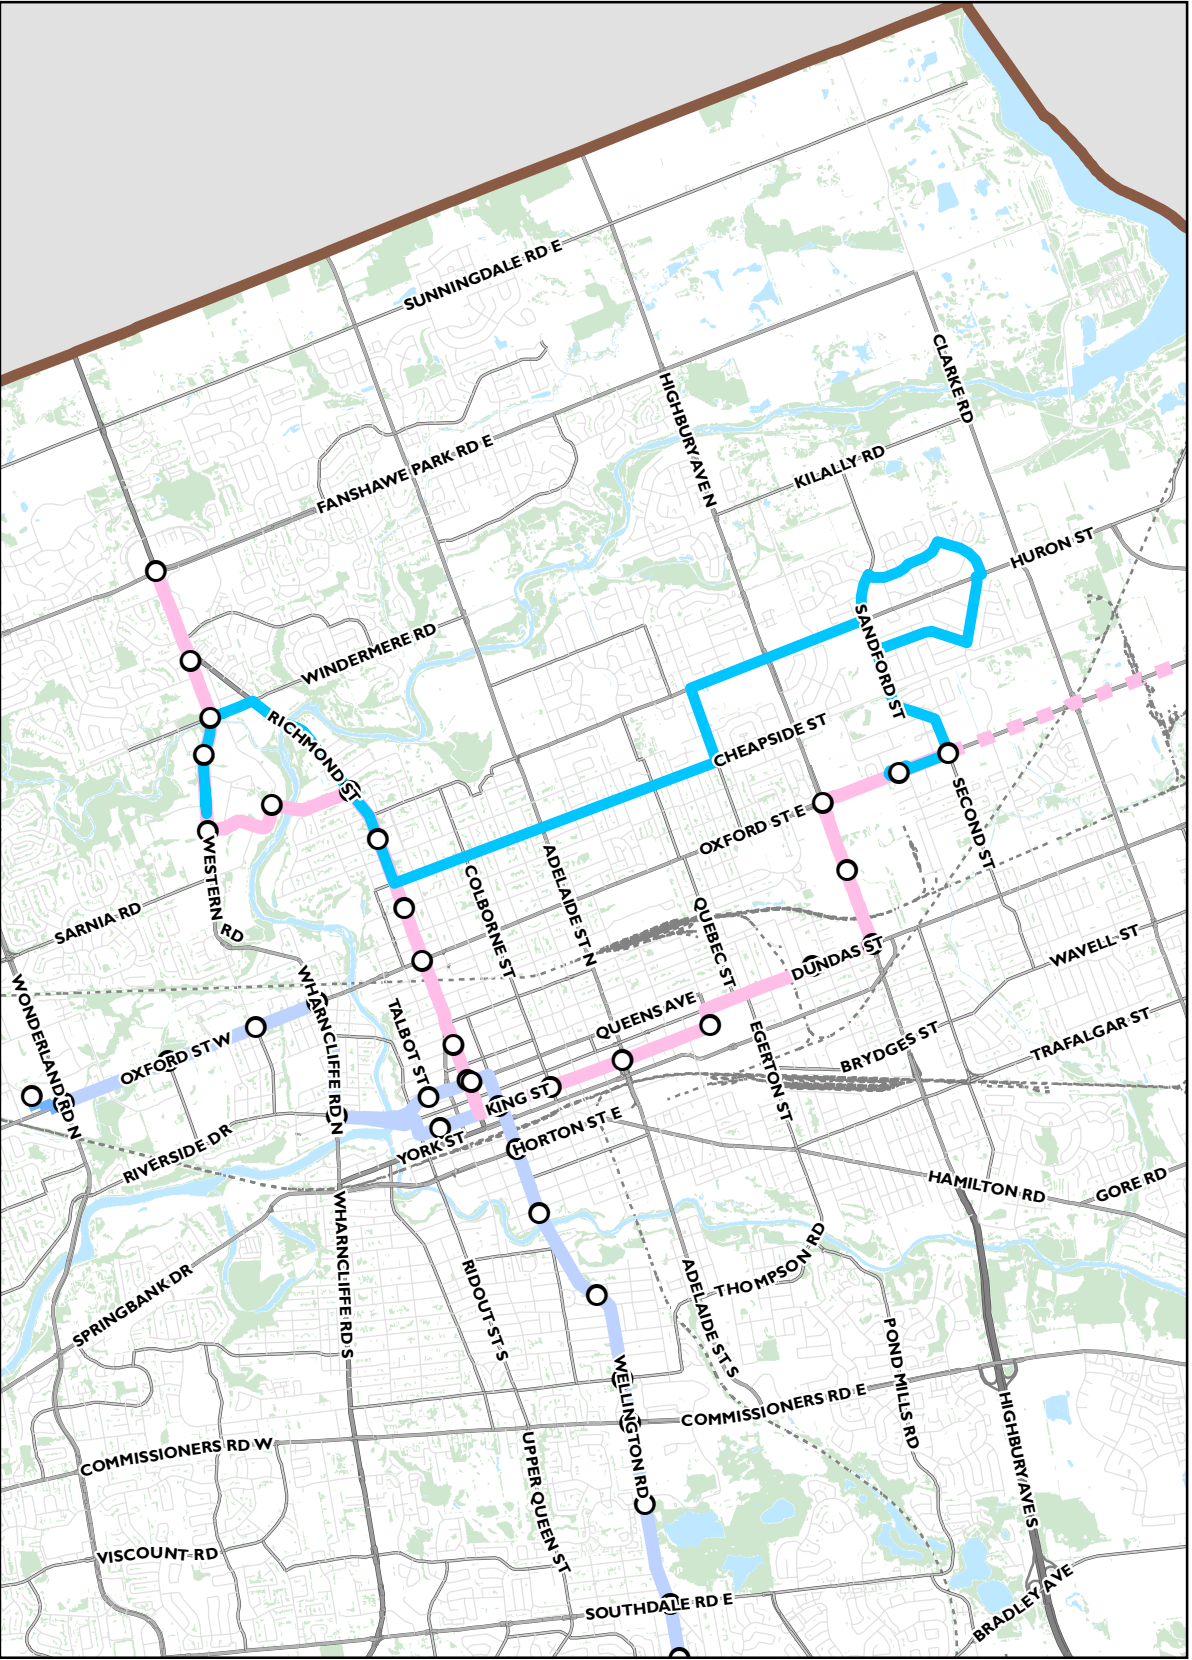 SUNNINGDALE RD E
CLARKE RD
HIGHBURY AVE N
FANSHAWE PARK RD E
KILALLY RD
HURON ST
WINDERMERE RD
SANDFORD ST
RICHMOND ST
CHEAPSIDE ST
SECOND ST
OXFORD ST E
WESTERN RD
COLBORNE ST
ADELAIDE ST N
QUEBEC ST
SARNIA RD
DUNDAS ST
WAVELL ST
WONDERLAND RD N
WHARNCLIFFE RD N
TALBOT ST
QUEENS AVE
EGERTON ST
BRYDGES ST
TRAFALGAR ST
OXFORD ST W
KING ST
HORTON ST E
YORK ST
RIVERSIDE DR
HAMILTON RD
GORE RD
WHARNCLIFFE RD S
THOMPSON RD
SPRINGBANK DR
RIDOUT ST S
ADELAIDE ST S
POND MILLS RD
WELLINGTON RD
COMMISSIONERS RD E
HIGHBURY AVE S
COMMISSIONERS RD W
UPPER QUEEN ST
VISCOUNT RD
SOUTHDALE RD E
BRADLEY AVE